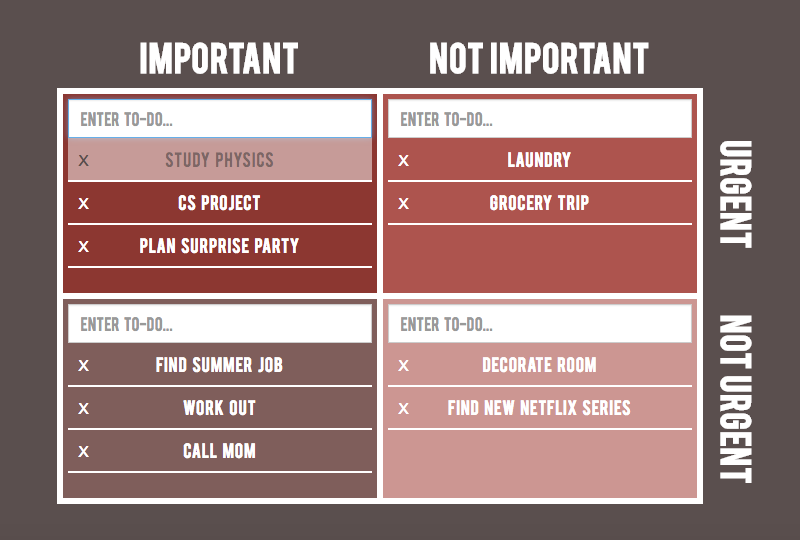 IMPORTANT
NOT IMPORTANT
ENTER TO-DO...
X STUDY PHYSICS
X CS PROJECT
X PLAN SURPRISE PARTY
ENTER TO-DO...
X LAUNDRY
X GROCERY TRIP
URGENT
ENTER TO-DO...
X FIND SUMMER JOB
X WORK OUT
X CALL MOM
ENTER TO-DO...
X DECORATE ROOM
X FIND NEW NETFLIX SERIES
NOT URGENT